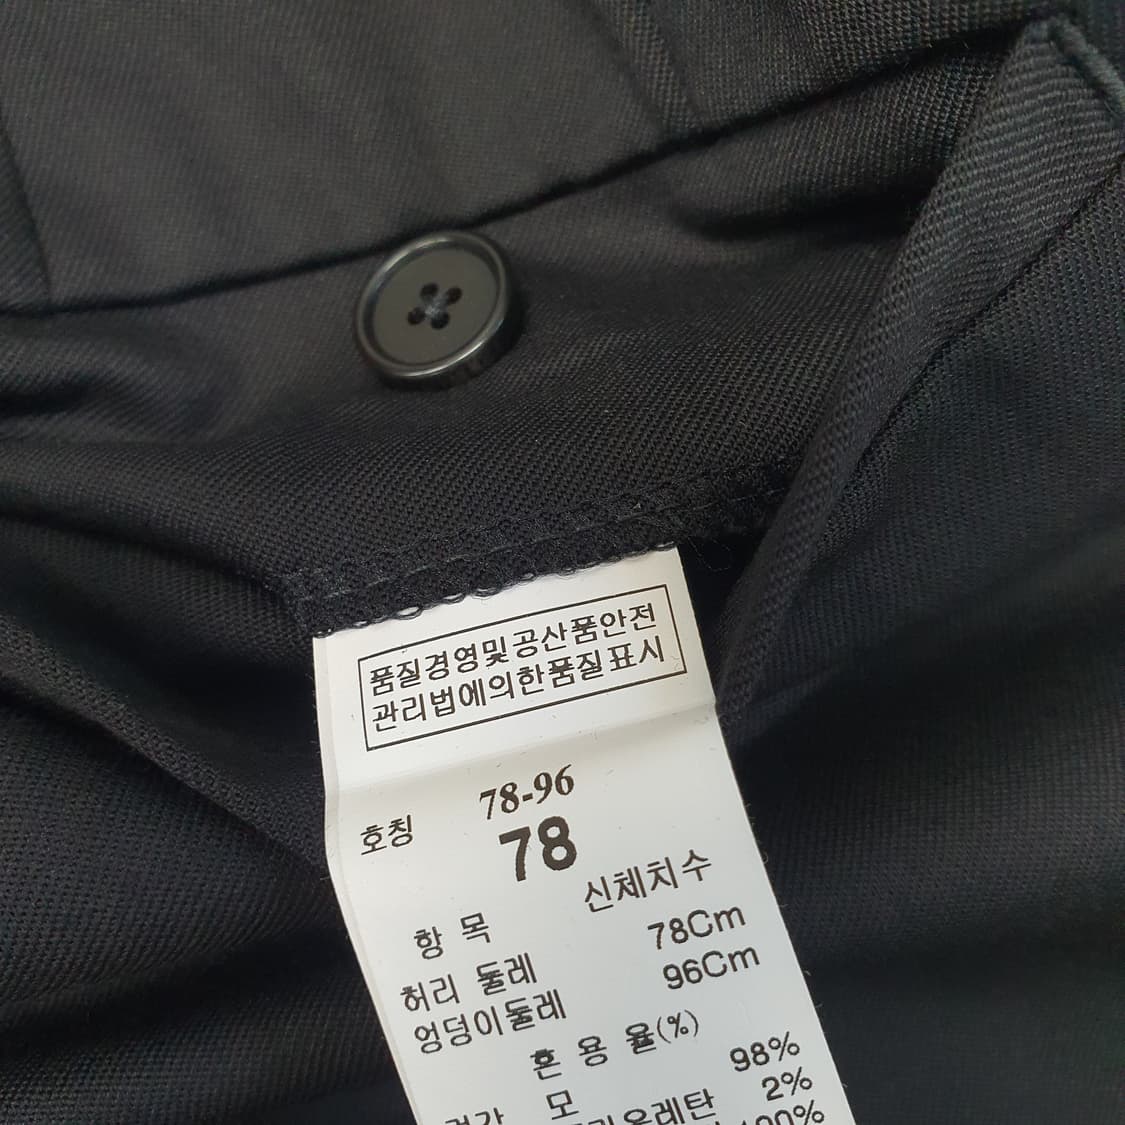 품질경영및공산품안전
관리법에의한품질표시
78-96
호칭 78
신체치수
항 목
허리 둘레 78Cm
엉덩이둘레 96Cm
혼 용 율(%)
모 98%
2%
100%